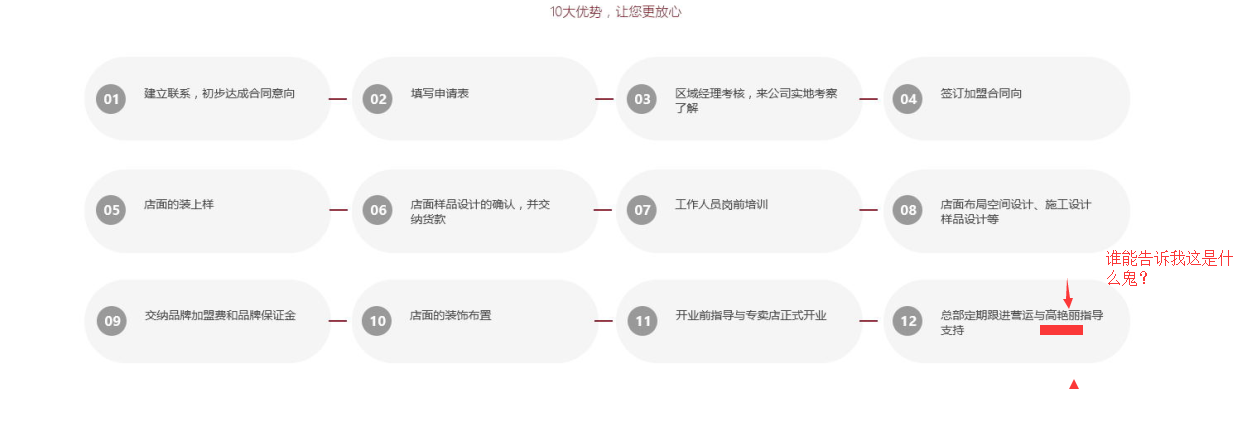 10大优势，让您更放心
01 建立联系，初步达成合同意向
02 填写申请表
03 区域经理考核，来公司实地考察
了解
04 签订加盟合同向
05 店面的装上样
06 店面样品设计的确认，并交
纳货款
07 工作人员岗前培训
08 店面布局空间设计、施工设计
样品设计等
谁能告诉我这是什
么鬼?
09 交纳品牌加盟费和品牌保证金
10 店面的装饰布置
11 开业前指导与专卖店正式开业
12 总部定期跟进营运与高艳丽指导
支持